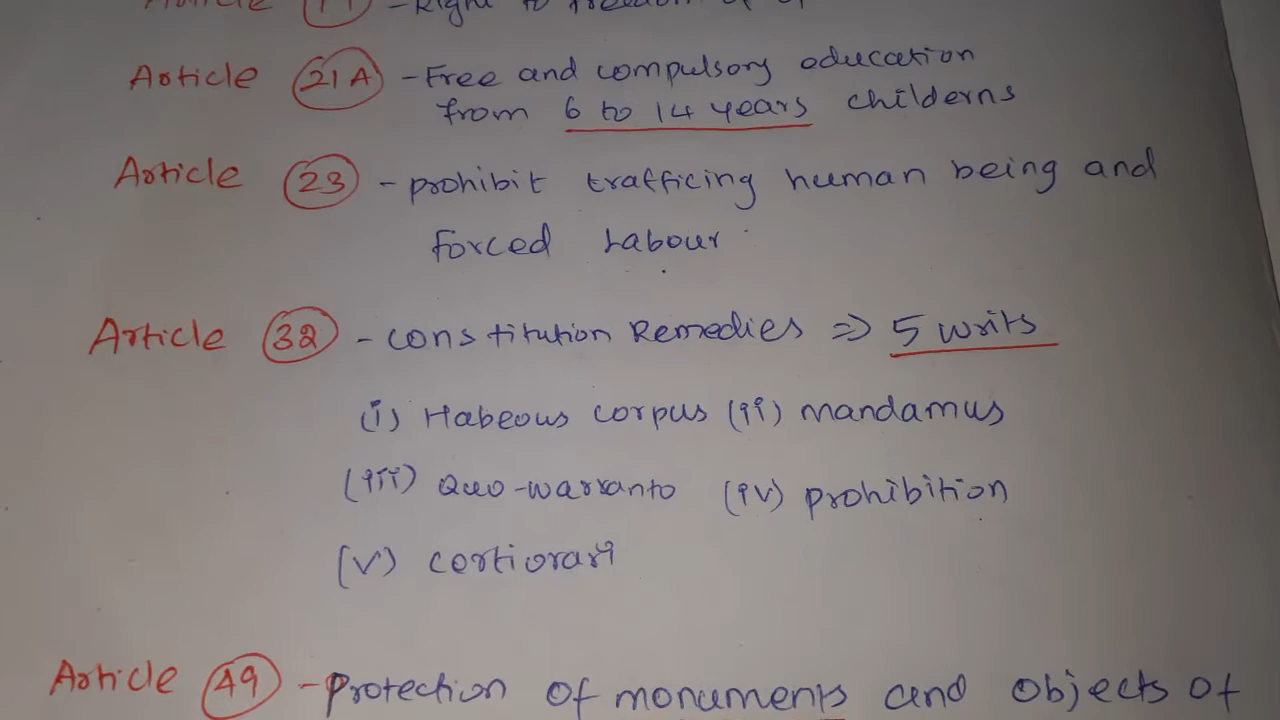 Article 21A - Free and compulsory education
from 6 to 14 years childerns
Article 23 - prohibit trafficing human being and
forced Labour
Article 32 - constitution Remedies => 5 writs
(i) Habeous corpus (ii) mandamus
(iii) Quo-warranto (iv) prohibition
(v) certiorari
Article 49 - Protection of monuments and objects of